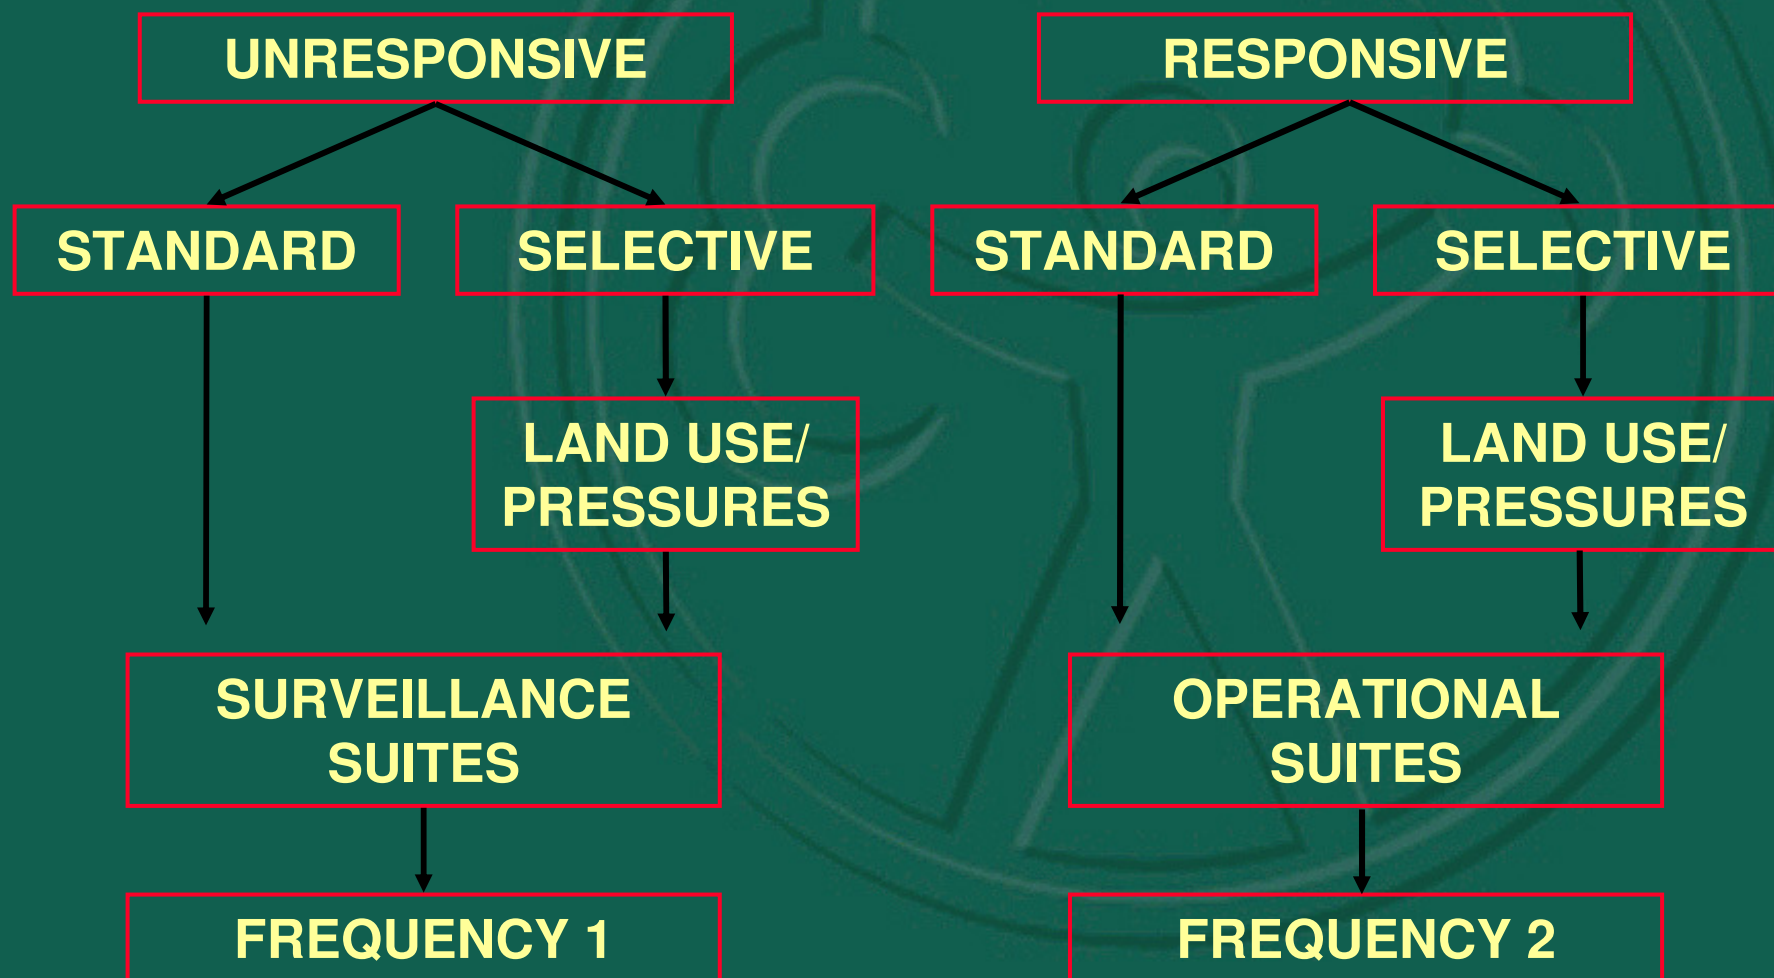 UNRESPONSIVE
RESPONSIVE
STANDARD
SELECTIVE
STANDARD
SELECTIVE
LAND USE/
PRESSURES
LAND USE/
PRESSURES
SURVEILLANCE
SUITES
OPERATIONAL
SUITES
FREQUENCY 1
FREQUENCY 2